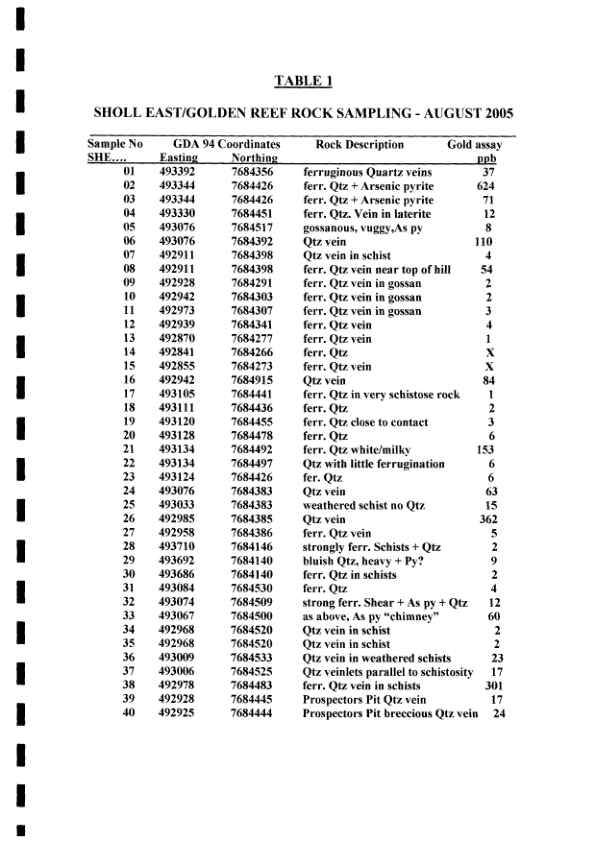 TABLE 1
SHOLL EAST/GOLDEN REEF ROCK SAMPLING - AUGUST 2005
Sample No GDA 94 Coordinates Rock Description Gold assay
SHE…. Easting Northing ppb
01 493392 7684356 ferruginous Quartz veins 37
02 493344 7684426 ferr. Qtz + Arsenic pyrite 624
03 493344 7684426 ferr. Qtz + Arsenic pyrite 71
04 493330 7684451 ferr. Qtz. Vein in laterite 12
05 493076 7684517 gossanous, vuggy,As py 8
06 493076 7684392 Qtz vein 110
07 492911 7684398 Qtz vein in schist 4
08 492911 7684398 ferr. Qtz vein near top of hill 54
09 492928 7684291 ferr. Qtz vein in gossan 2
10 492942 7684303 ferr. Qtz vein in gossan 2
11 492973 7684307 ferr. Qtz vein in gossan 3
12 492939 7684341 ferr. Qtz vein 4
13 492870 7684277 ferr. Qtz vein 1
14 492841 7684266 ferr. Qtz X
15 492855 7684273 ferr. Qtz vein X
16 492942 7684915 Qtz vein 84
17 493105 7684441 ferr. Qtz in very schistose rock 1
18 493111 7684436 ferr. Qtz 2
19 493120 7684455 ferr. Qtz close to contact 3
20 493128 7684478 ferr. Qtz 6
21 493134 7684492 ferr. Qtz white/milky 153
22 493134 7684497 Qtz with little ferrugination 6
23 493124 7684426 fer. Qtz 6
24 493076 7684383 Qtz vein 63
25 493033 7684383 weathered schist no Qtz 15
26 492985 7684385 Qtz vein 362
27 492958 7684386 ferr. Qtz vein 5
28 493710 7684146 strongly ferr. Schists + Qtz 2
29 493692 7684140 bluish Qtz, heavy + Py? 9
30 493686 7684140 ferr. Qtz in schists 2
31 493084 7684530 ferr. Qtz 4
32 493074 7684509 strong ferr. Shear + As py + Qtz 12
33 493067 7684500 as above, As py “chimney” 60
34 492968 7684520 Qtz vein in schist 2
35 492968 7684520 Qtz vein in schist 2
36 493009 7684533 Qtz vein in weathered schists 23
37 493006 7684525 Qtz veinlets parallel to schistosity 17
38 492978 7684483 ferr. Qtz vein in schists 301
39 492928 7684445 Prospectors Pit Qtz vein 17
40 492925 7684444 Prospectors Pit breccious Qtz vein 24